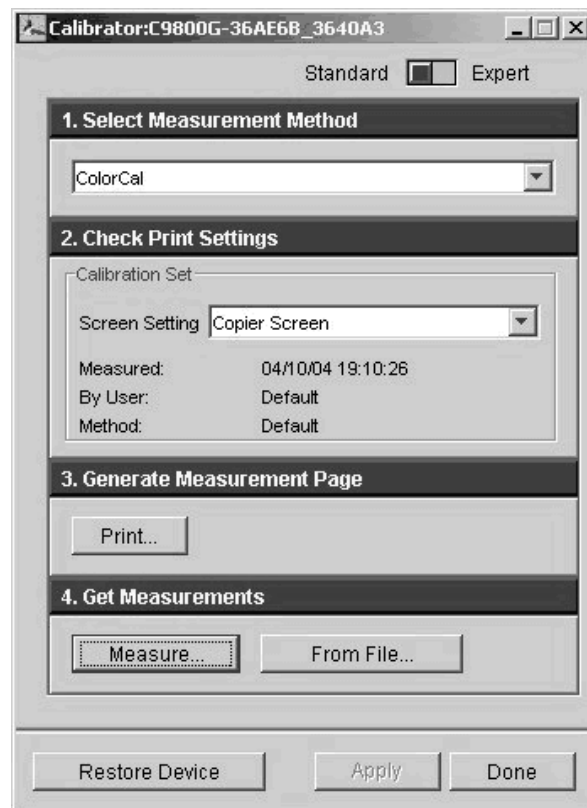 Calibrator:C9800G-36AE6B_3640A3
Standard Expert
1. Select Measurement Method
ColorCal
2. Check Print Settings
Calibration Set
Screen Setting Copier Screen
Measured: 04/10/04 19:10:26
By User: Default
Method: Default
3. Generate Measurement Page
Print...
4. Get Measurements
Measure... From File...
Restore Device Apply Done